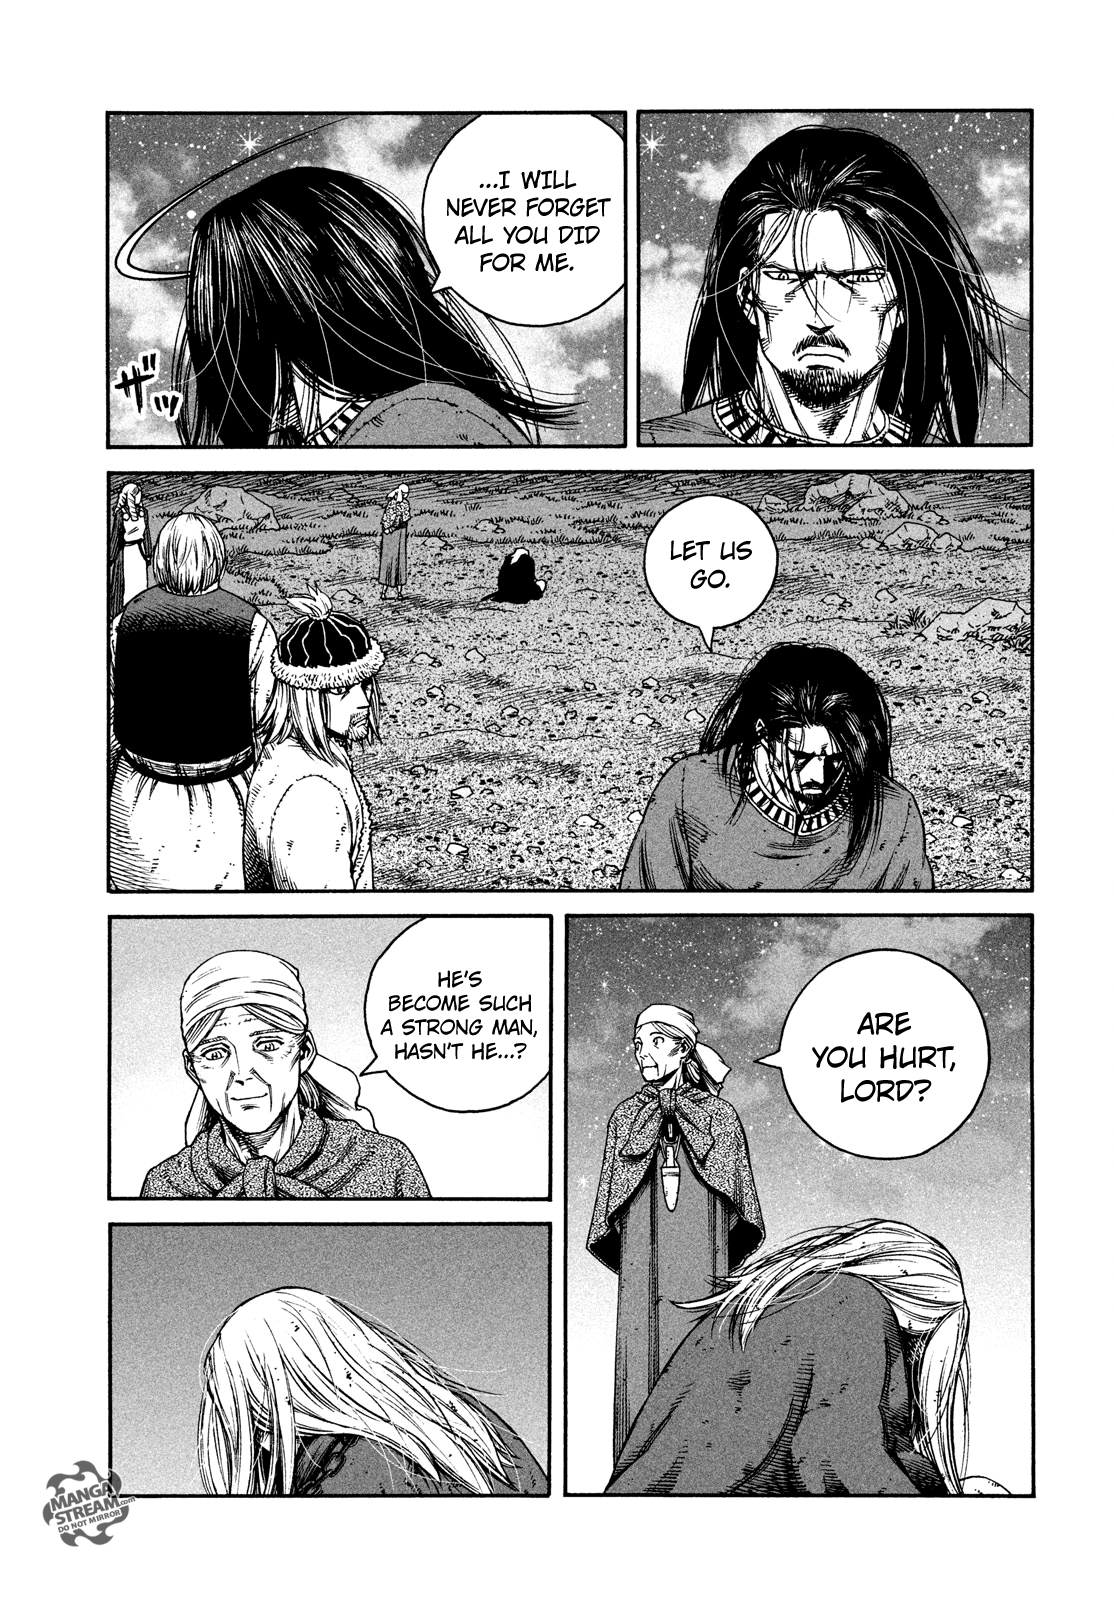 ...I WILL
NEVER FORGET
ALL YOU DID
FOR ME.
ザッ
LET US
GO.
HE'S
BECOME SUCH
A STRONG MAN,
HASN'T HE...?
ARE
YOU HURT,
LORD?
MANGA
STREAM.com
DO NOT MIRROR